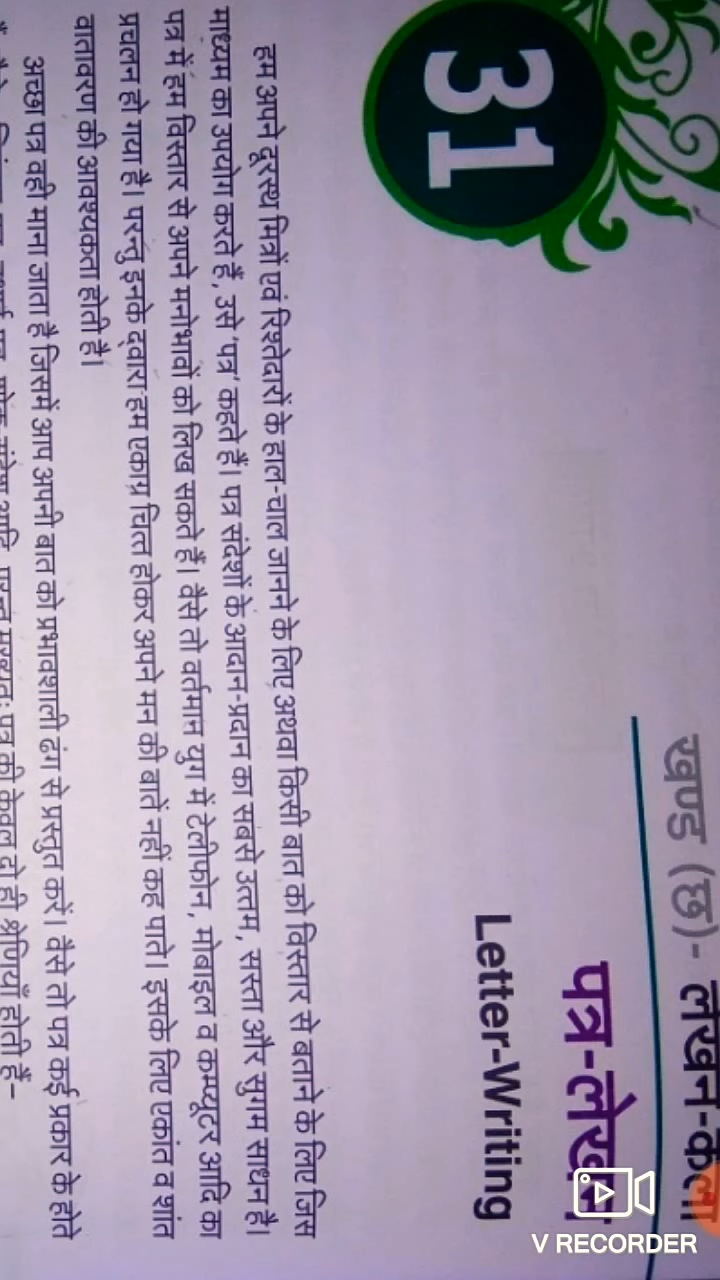 खण्ड (छ)- लेखन-कला
31
पत्र-लेखन
Letter-Writing
हम अपने दूरस्थ मित्रों एवं रिश्तेदारों के हाल-चाल जानने के लिए अथवा किसी बात को विस्तार से बताने के लिए जिस
माध्यम का उपयोग करते हैं, उसे 'पत्र' कहते हैं। पत्र संदेशों के आदान-प्रदान का सबसे उत्तम, सस्ता और सुगम साधन है।
पत्र में हम विस्तार से अपने मनोभावों को लिख सकते हैं। वैसे तो वर्तमान युग में टेलीफोन, मोबाइल व कम्प्यूटर आदि का
प्रचलन हो गया है। परन्तु इनके द्वारा हम एकाग्र चित्त होकर अपने मन की बातें नहीं कह पाते। इसके लिए एकांत व शांत
वातावरण की आवश्यकता होती है।
अच्छा पत्र वही माना जाता है जिसमें आप अपनी बात को प्रभावशाली ढंग से प्रस्तुत करें। वैसे तो पत्र कई प्रकार के होते
आदि परन्तु मुख्यतः पत्र की केवल दो ही श्रेणियाँ होती हैं-
V RECORDER